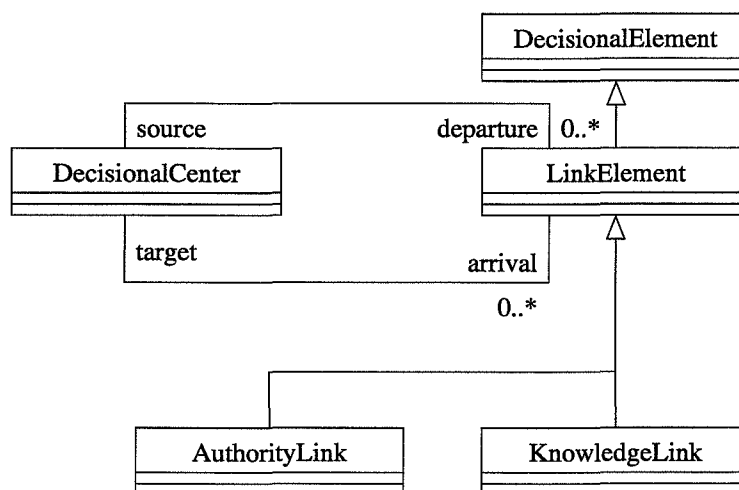 DecisionalElement
source
departure
0..*
DecisionalCenter
LinkElement
target
arrival
0..*
AuthorityLink
KnowledgeLink